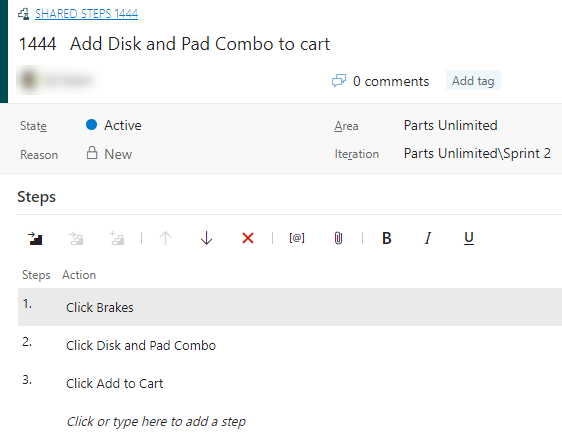 SHARED STEPS 1444
1444 Add Disk and Pad Combo to cart
0 comments Add tag
State Active Area Parts Unlimited
Reason New Iteration Parts Unlimited\Sprint 2
Steps
[@] B I U
Steps Action
1. Click Brakes
2. Click Disk and Pad Combo
3. Click Add to Cart
Click or type here to add a step